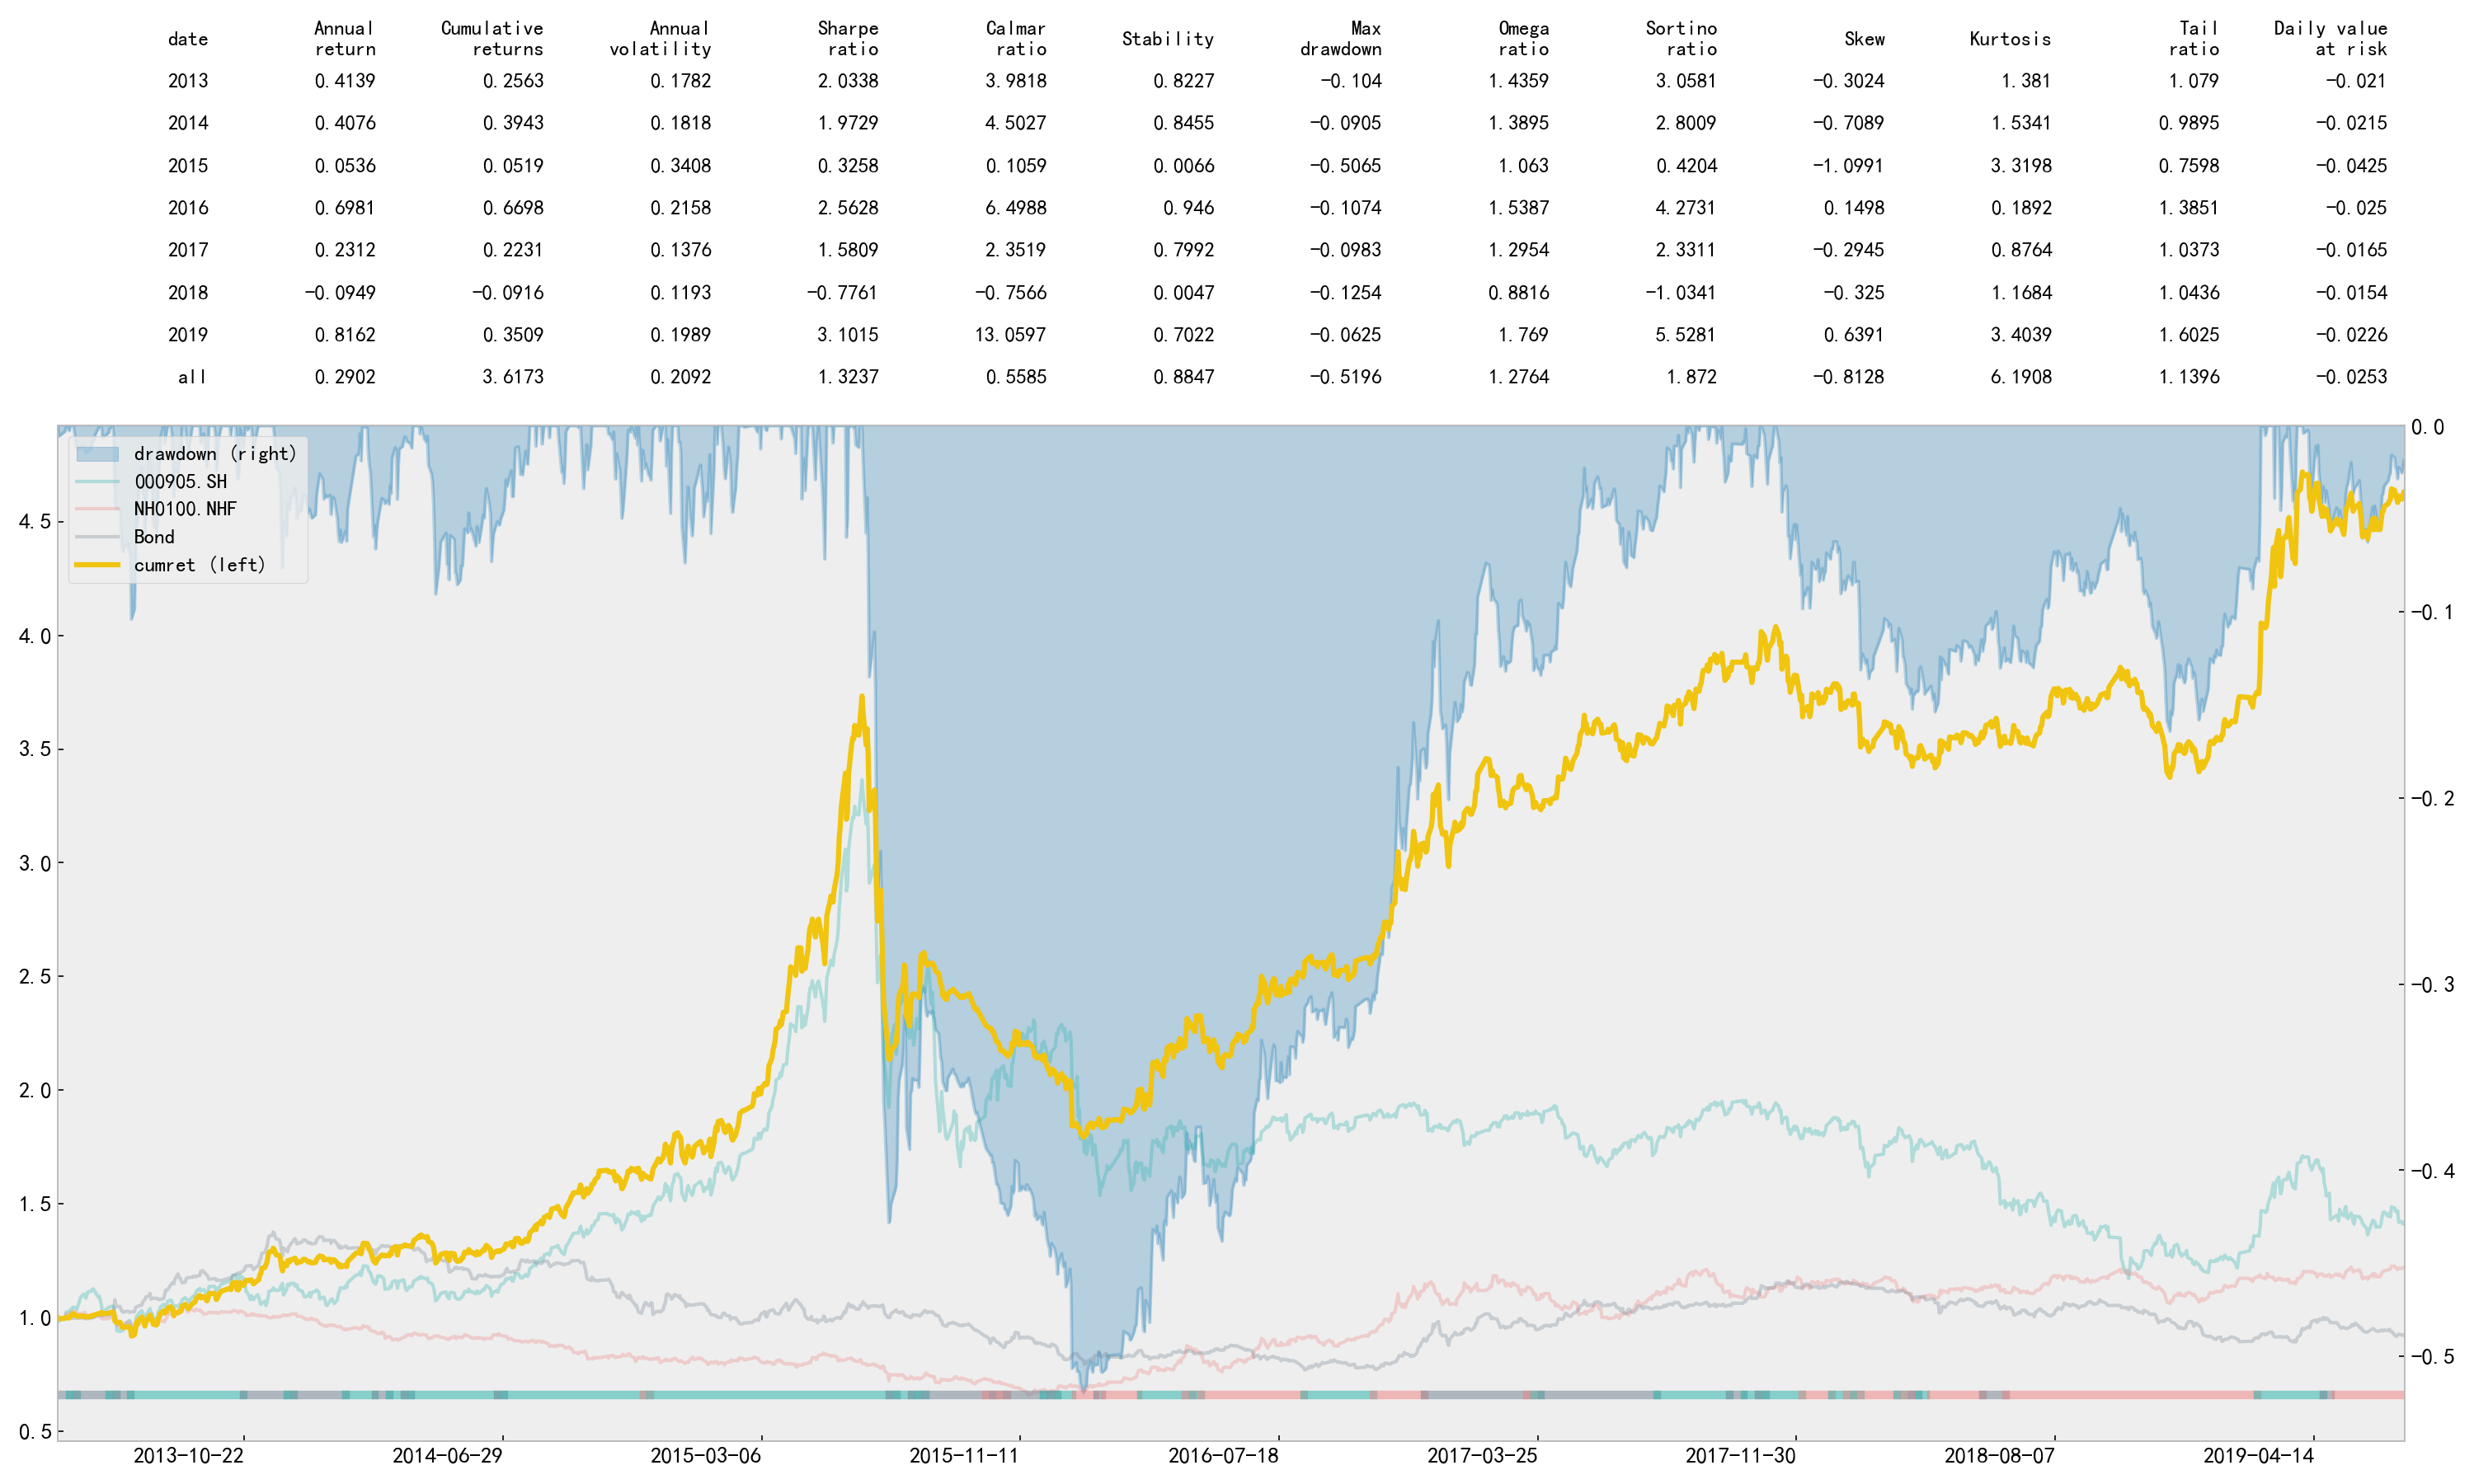 date Annual return Cumulative returns Annual volatility Sharpe ratio Calmar ratio Stability Max drawdown Omega ratio Sortino ratio Skew Kurtosis Tail ratio Daily value at risk
2013 0.4139 0.2563 0.1782 2.0338 3.9818 0.8227 −0.104 1.4359 3.0581 −0.3024 1.381 1.079 −0.021
2014 0.4076 0.3943 0.1818 1.9729 4.5027 0.8455 −0.0905 1.3895 2.8009 −0.7089 1.5341 0.9895 −0.0215
2015 0.0536 0.0519 0.3408 0.3258 0.1059 0.0066 −0.5065 1.063 0.4204 −1.0991 3.3198 0.7598 −0.0425
2016 0.6981 0.6698 0.2158 2.5628 6.4988 0.946 −0.1074 1.5387 4.2731 0.1498 0.1892 1.3851 −0.025
2017 0.2312 0.2231 0.1376 1.5809 2.3519 0.7992 −0.0983 1.2954 2.3311 −0.2945 0.8764 1.0373 −0.0165
2018 −0.0949 −0.0916 0.1193 −0.7761 −0.7566 0.0047 −0.1254 0.8816 −1.0341 −0.325 1.1684 1.0436 −0.0154
2019 0.8162 0.3509 0.1989 3.1015 13.0597 0.7022 −0.0625 1.769 5.5281 0.6391 3.4039 1.6025 −0.0226
all 0.2902 3.6173 0.2092 1.3237 0.5585 0.8847 −0.5196 1.2764 1.872 −0.8128 6.1908 1.1396 −0.0253
drawdown (right)
000905.SH
NH0100.NHF
Bond
cumret (left)
4.5
4.0
3.5
3.0
2.5
2.0
1.5
1.0
0.5
0.0
−0.1
−0.2
−0.3
−0.4
−0.5
2013-10-22 2014-06-29 2015-03-06 2015-11-11 2016-07-18 2017-03-25 2017-11-30 2018-08-07 2019-04-14